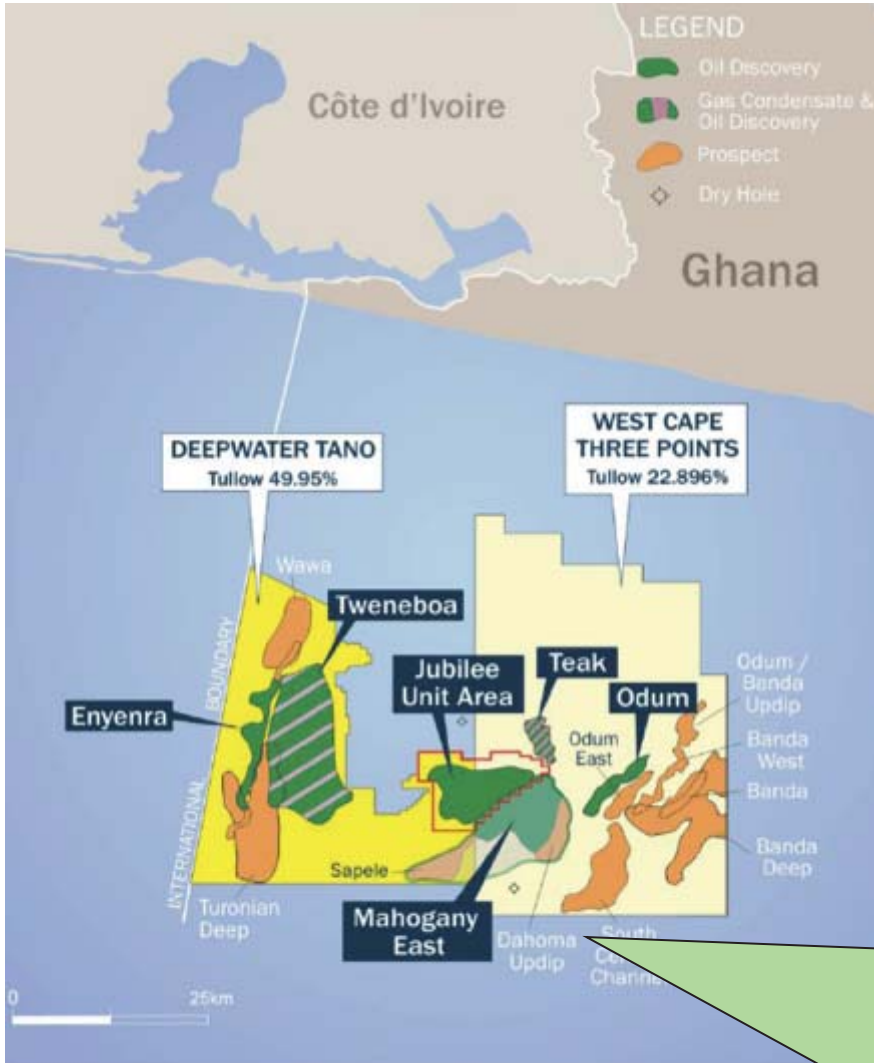 LEGEND
Oil Discovery
Gas Condensate &
Oil Discovery
Prospect
Dry Hole
Côte d'Ivoire
Ghana
DEEPWATER TANO
Tullow 49.95%
WEST CAPE
THREE POINTS
Tullow 22.896%
Wawa
Tweneboa
Jubilee
Unit Area
Teak
Odum
Odum /
Banda
Updip
Enyenra
INTERNATIONAL BOUNDARY
Odum
East
Banda
West
Banda
Banda
Deep
Sapele
Turonian
Deep
Mahogany
East
Dahoma
Updip
South
0
25km